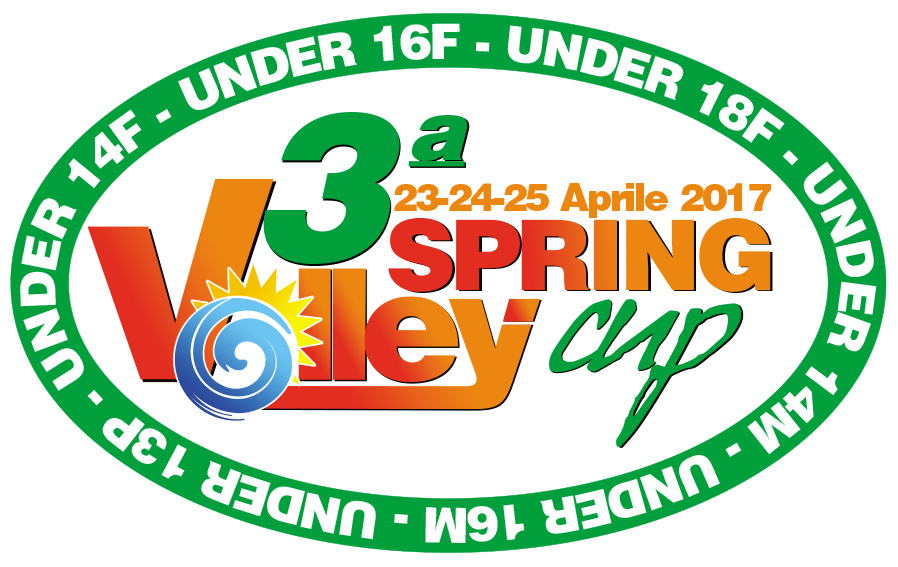 UNDER 14F - UNDER 16F - UNDER 18F - UNDER 14M - UNDER 16M - UNDER 13P -
3a
23-24-25 Aprile 2017
SPRING
Volley
cup